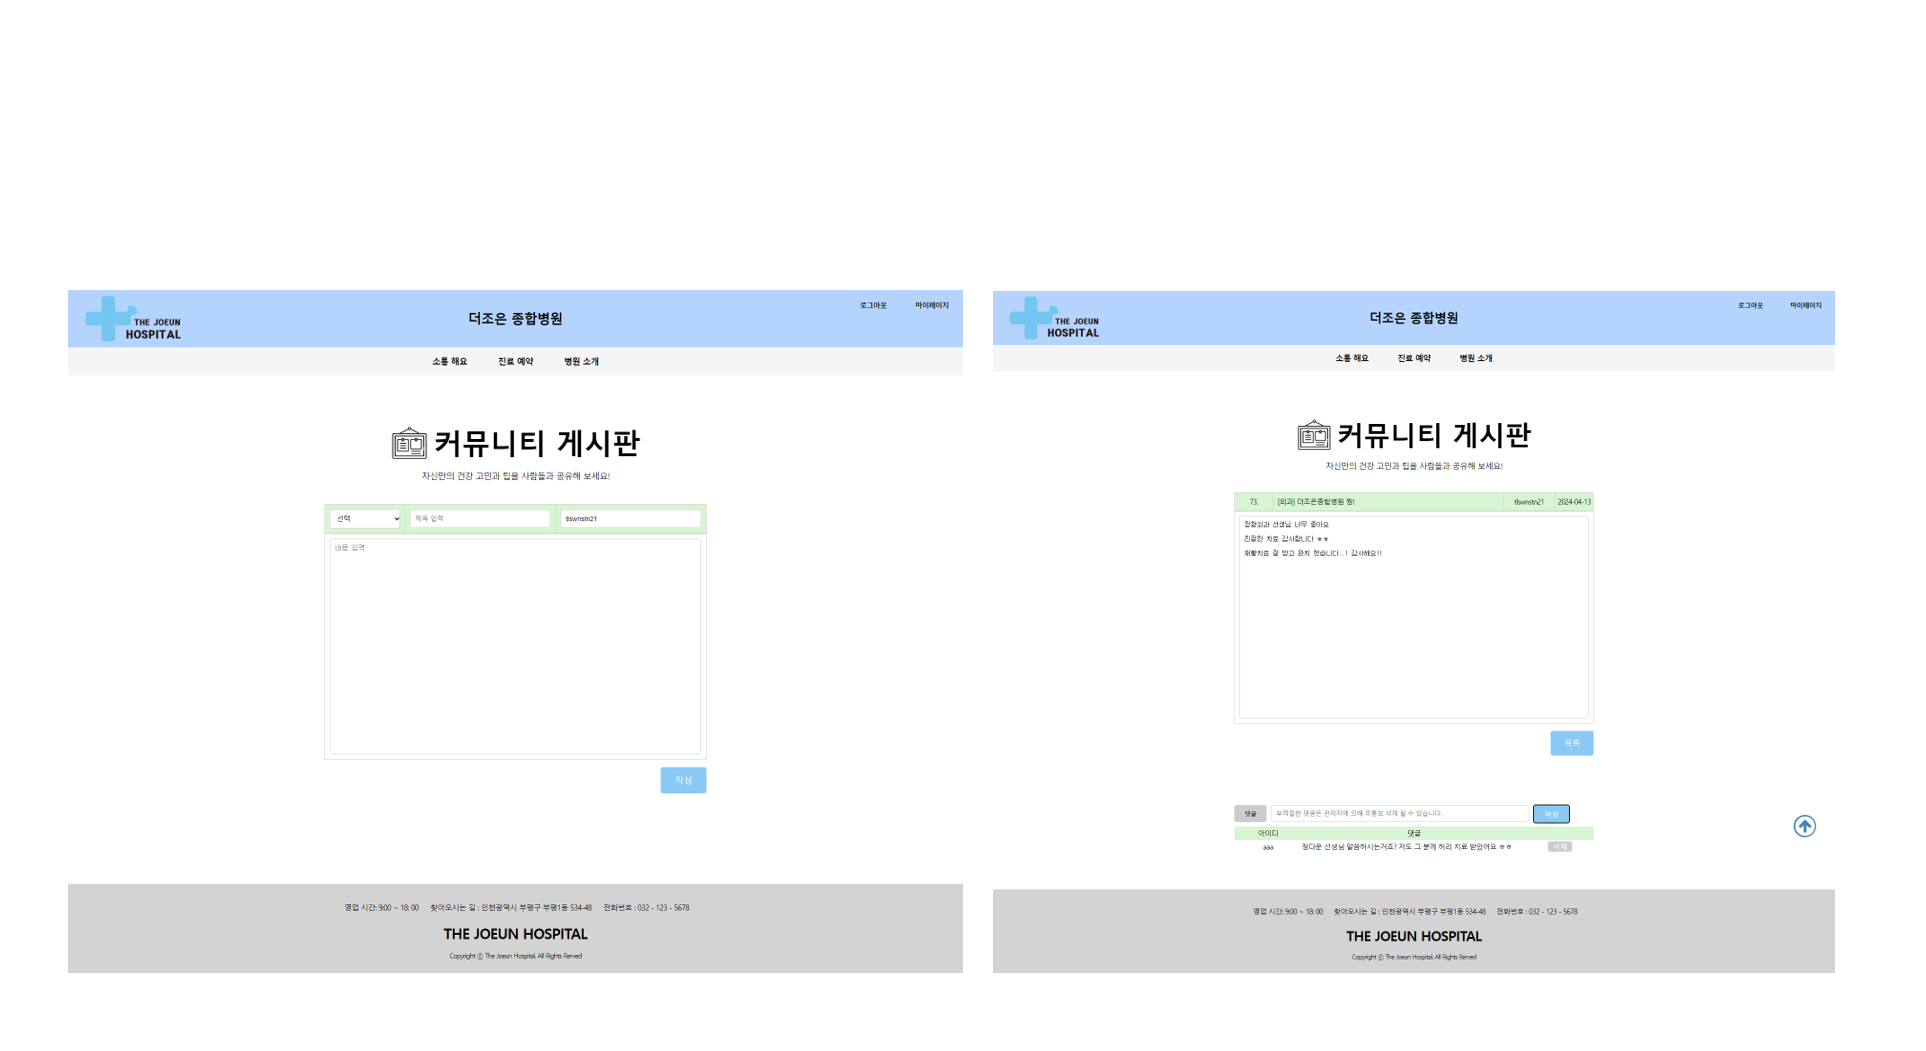 THE JOEUN
HOSPITAL
더조은 종합병원
로그아웃 마이페이지
소통 해요 진료 예약 병원 소개
커뮤니티 게시판
자신만의 건강 고민과 팁을 사람들과 공유해 보세요!
선택 제목 입력 tlswnstn21
내용 입력
작성
영업 시간: 9:00 ~ 18: 00 찾아오시는 길 : 인천광역시 부평구 부평1동 534-48 전화번호 : 032 - 123 - 5678
THE JOEUN HOSPITAL
Copyright ⓒ The Joeun Hospital. All Rights Rerved
THE JOEUN
HOSPITAL
더조은 종합병원
로그아웃 마이페이지
소통 해요 진료 예약 병원 소개
커뮤니티 게시판
자신만의 건강 고민과 팁을 사람들과 공유해 보세요!
73. [외과] 더조은종합병원 짱! tlswnstn21 2024-04-13
정형외과 선생님 너무 좋아요
친절한 치료 감사합니다 ㅎㅎ
재활치료 잘 받고 완치 했습니다..! 감사해요!!
목록
댓글 부적절한 댓글은 관리자에 의해 무통보 삭제 될 수 있습니다. 작성
아이디 댓글
aaa 정다운 선생님 말씀하시는거죠? 저도 그 분께 허리 치료 받았어요 ㅎㅎ 삭제
영업 시간: 9:00 ~ 18: 00 찾아오시는 길 : 인천광역시 부평구 부평1동 534-48 전화번호 : 032 - 123 - 5678
THE JOEUN HOSPITAL
Copyright ⓒ The Joeun Hospital. All Rights Rerved